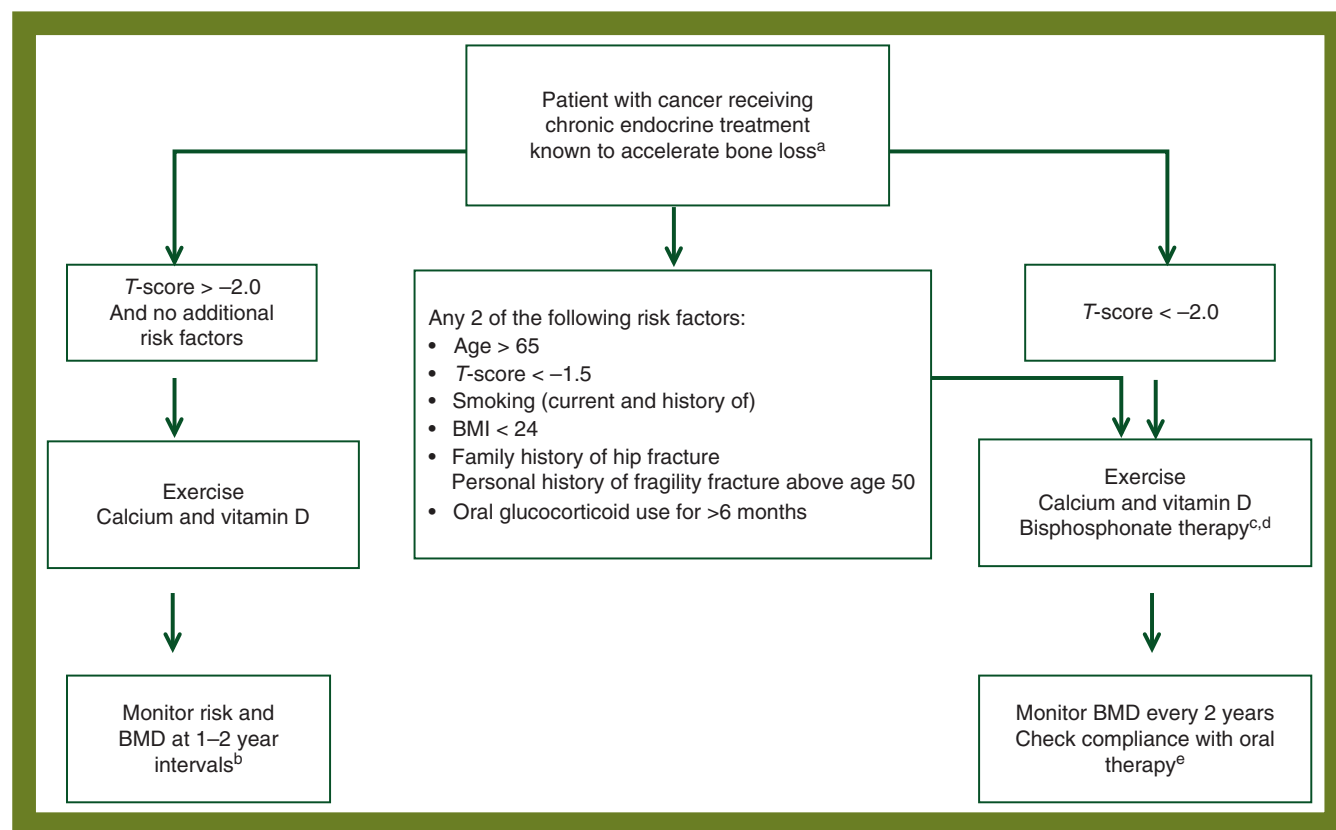 Patient with cancer receiving
chronic endocrine treatment
known to accelerate bone lossᵃ
T-score > –2.0
And no additional
risk factors
Any 2 of the following risk factors:
• Age > 65
• T-score < –1.5
• Smoking (current and history of)
• BMI < 24
• Family history of hip fracture
Personal history of fragility fracture above age 50
• Oral glucocorticoid use for >6 months
T-score < –2.0
Exercise
Calcium and vitamin D
Exercise
Calcium and vitamin D
Bisphosphonate therapyᶜ,ᵈ
Monitor risk and
BMD at 1–2 year
intervalsᵇ
Monitor BMD every 2 years
Check compliance with oral
therapyᵉ